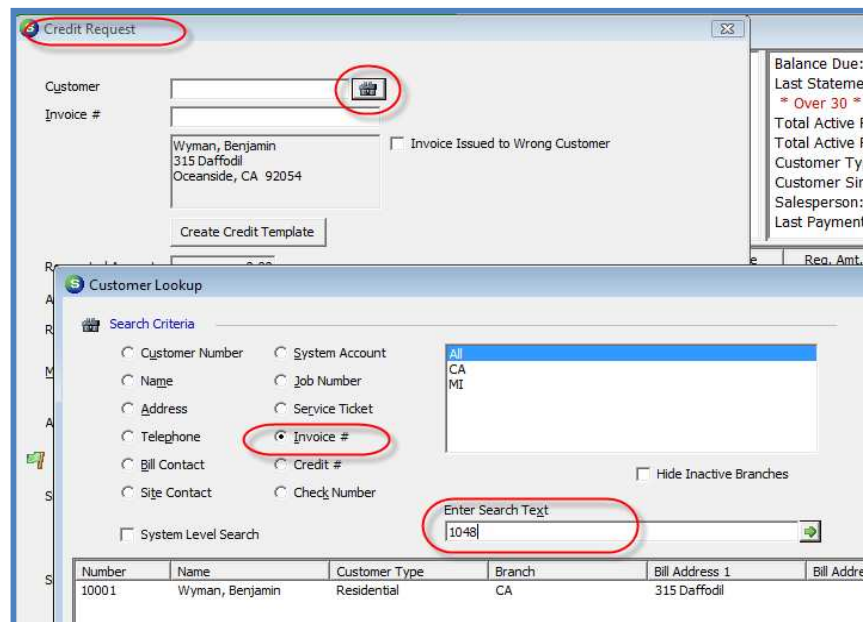 Credit Request
Customer
Invoice #
Wyman, Benjamin
315 Daffodil
Oceanside, CA 92054
Invoice Issued to Wrong Customer
Create Credit Template
Balance Due:
Last Stateme
* Over 30 *
Total Active
Total Active
Customer Ty
Customer Sir
Salesperson:
Last Payment
Req. Amt.
Customer Lookup
Search Criteria
Customer Number System Account
Name Job Number
Address Service Ticket
Telephone Invoice #
Bill Contact Credit #
Site Contact Check Number
System Level Search
All
CA
MI
Hide Inactive Branches
Enter Search Text
1048
Number Name Customer Type Branch Bill Address 1 Bill Addre
10001 Wyman, Benjamin Residential CA 315 Daffodil